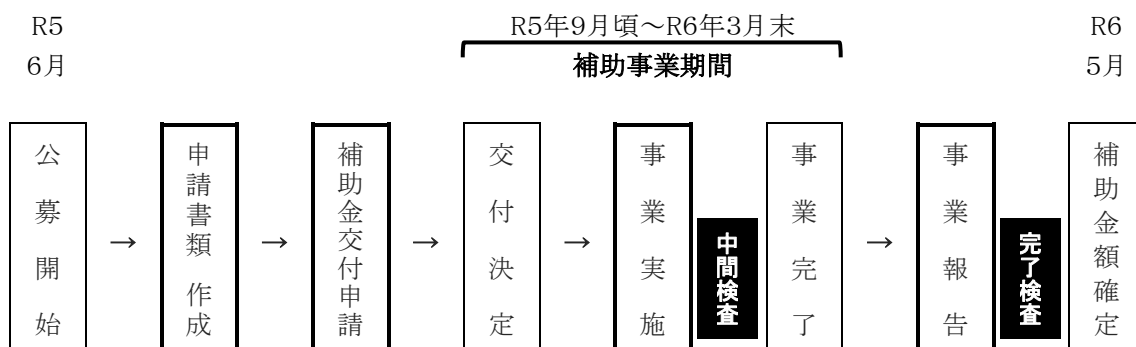 R5
6月
R5年9月頃～R6年3月末
補助事業期間
R6
5月
公募開始
→
申請書類 作成
→
補助金交付申請
→
交付決定
→
事業実施
中間検査
事業完了
→
事業報告
完了検査
補助金額確定